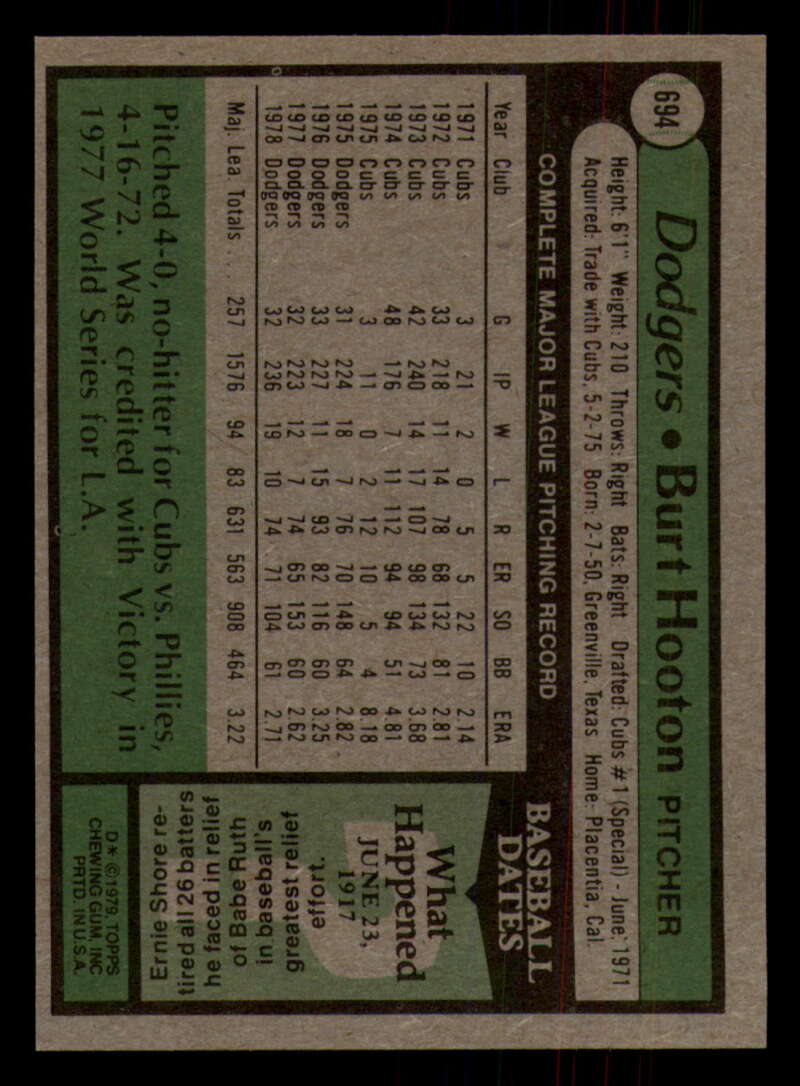 694
Dodgers • Burt Hooton PITCHER
Height: 6'1" Weight: 210 Throws: Right Bats: Right Drafted: Cubs #1 (Special) - June, 1971
Acquired: Trade with Cubs, 5-2-75 Born: 2-7-50, Greenville, Texas Home: Placentia, Cal.
COMPLETE MAJOR LEAGUE PITCHING RECORD
Year Club G IP W L R ER SO BB ERA
1971 Cubs 3 21 2 0 5 5 22 10 2.14
1972 Cubs 33 218 11 14 78 68 132 81 2.81
1973 Cubs 42 240 14 17 107 98 134 73 3.68
1974 Cubs 48 176 7 11 112 94 94 51 4.81
1975 Cubs 3 11 0 2 12 10 5 4 8.18
1975 Dodgers 31 224 18 7 76 70 148 64 2.82
1976 Dodgers 33 227 11 15 93 82 116 60 3.25
1977 Dodgers 32 223 12 7 74 65 153 60 2.62
1978 Dodgers 32 236 19 10 74 71 104 61 2.71
Maj. Lea. Totals . . . 257 1576 94 83 631 563 908 464 3.22
Pitched 4-0, no-hitter for Cubs vs. Phillies,
4-16-72. Was credited with Victory in
1977 World Series for L.A.
BASEBALL
DATES
What
Happened
JUNE 23,
1917
Ernie Shore re-
tired all 26 batters
he faced in relief
of Babe Ruth
in baseball's
greatest relief
effort.
D* ©1979, TOPPS
CHEWING GUM, INC.
PRTD. IN U.S.A.